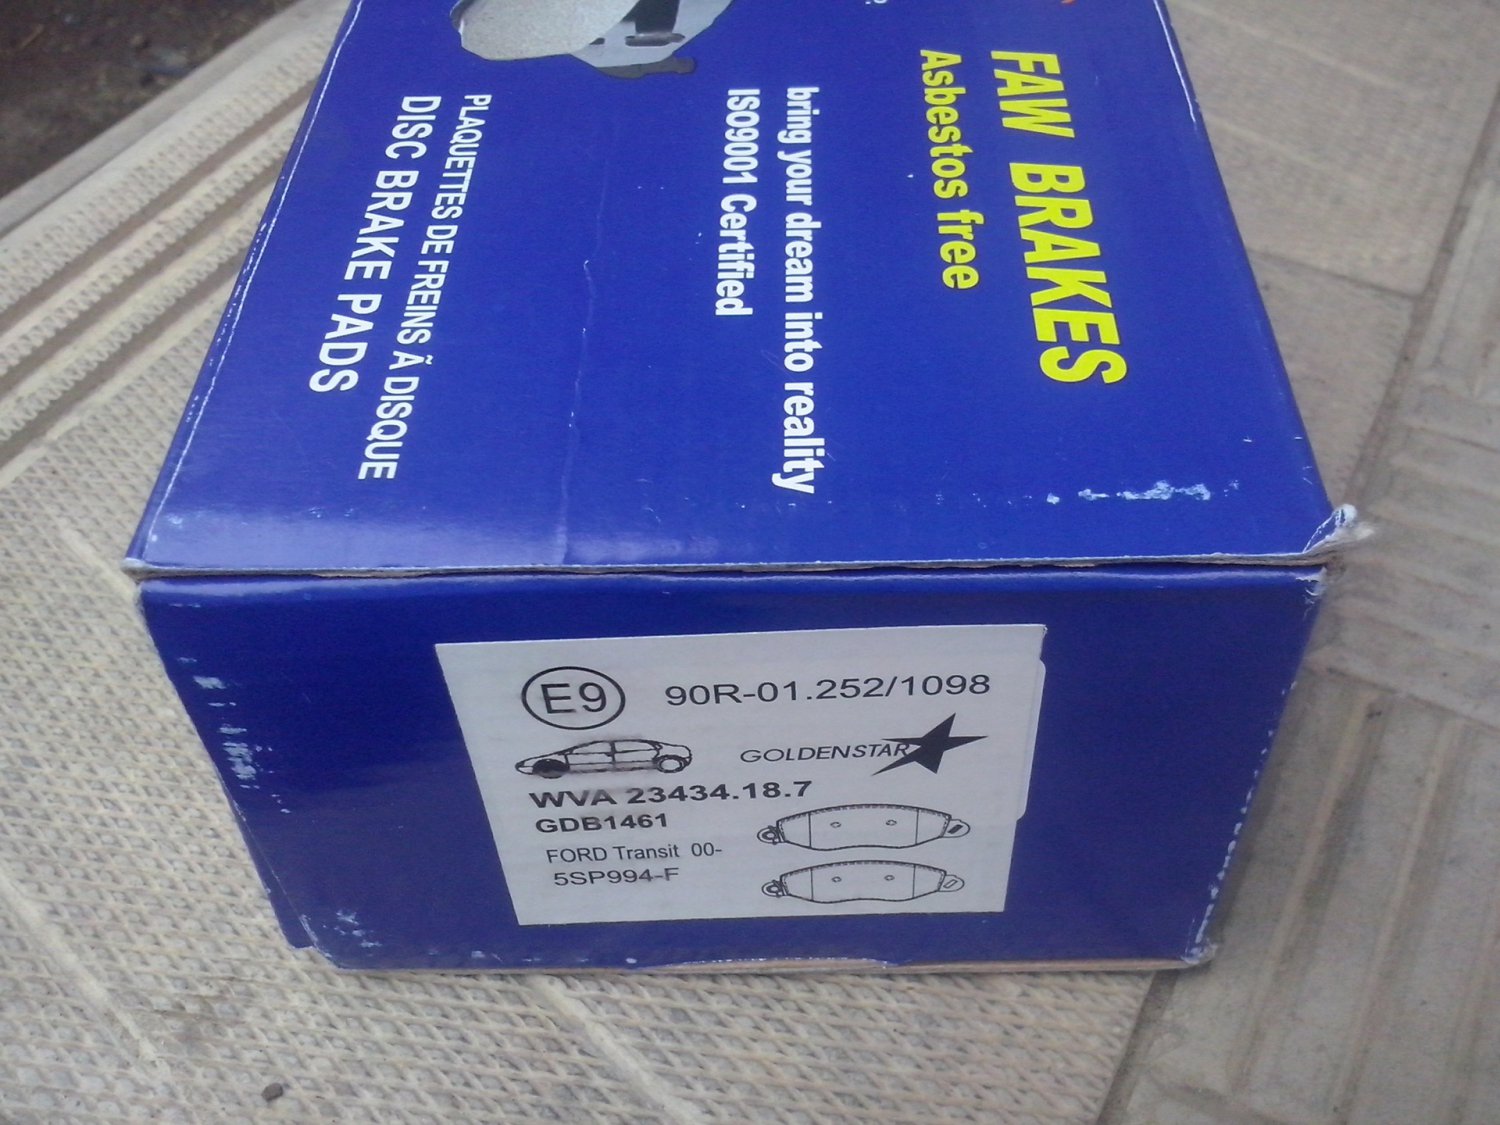 FAW BRAKES
Asbestos free
bring your dream into reality
ISO9001 Certified
PLAQUETTES DE FREINS Ã DISQUE
DISC BRAKE PADS
E9 90R-01.252/1098
GOLDENSTAR
WVA 23434.18.7
GDB1461
FORD Transit 00-
5SP994-F